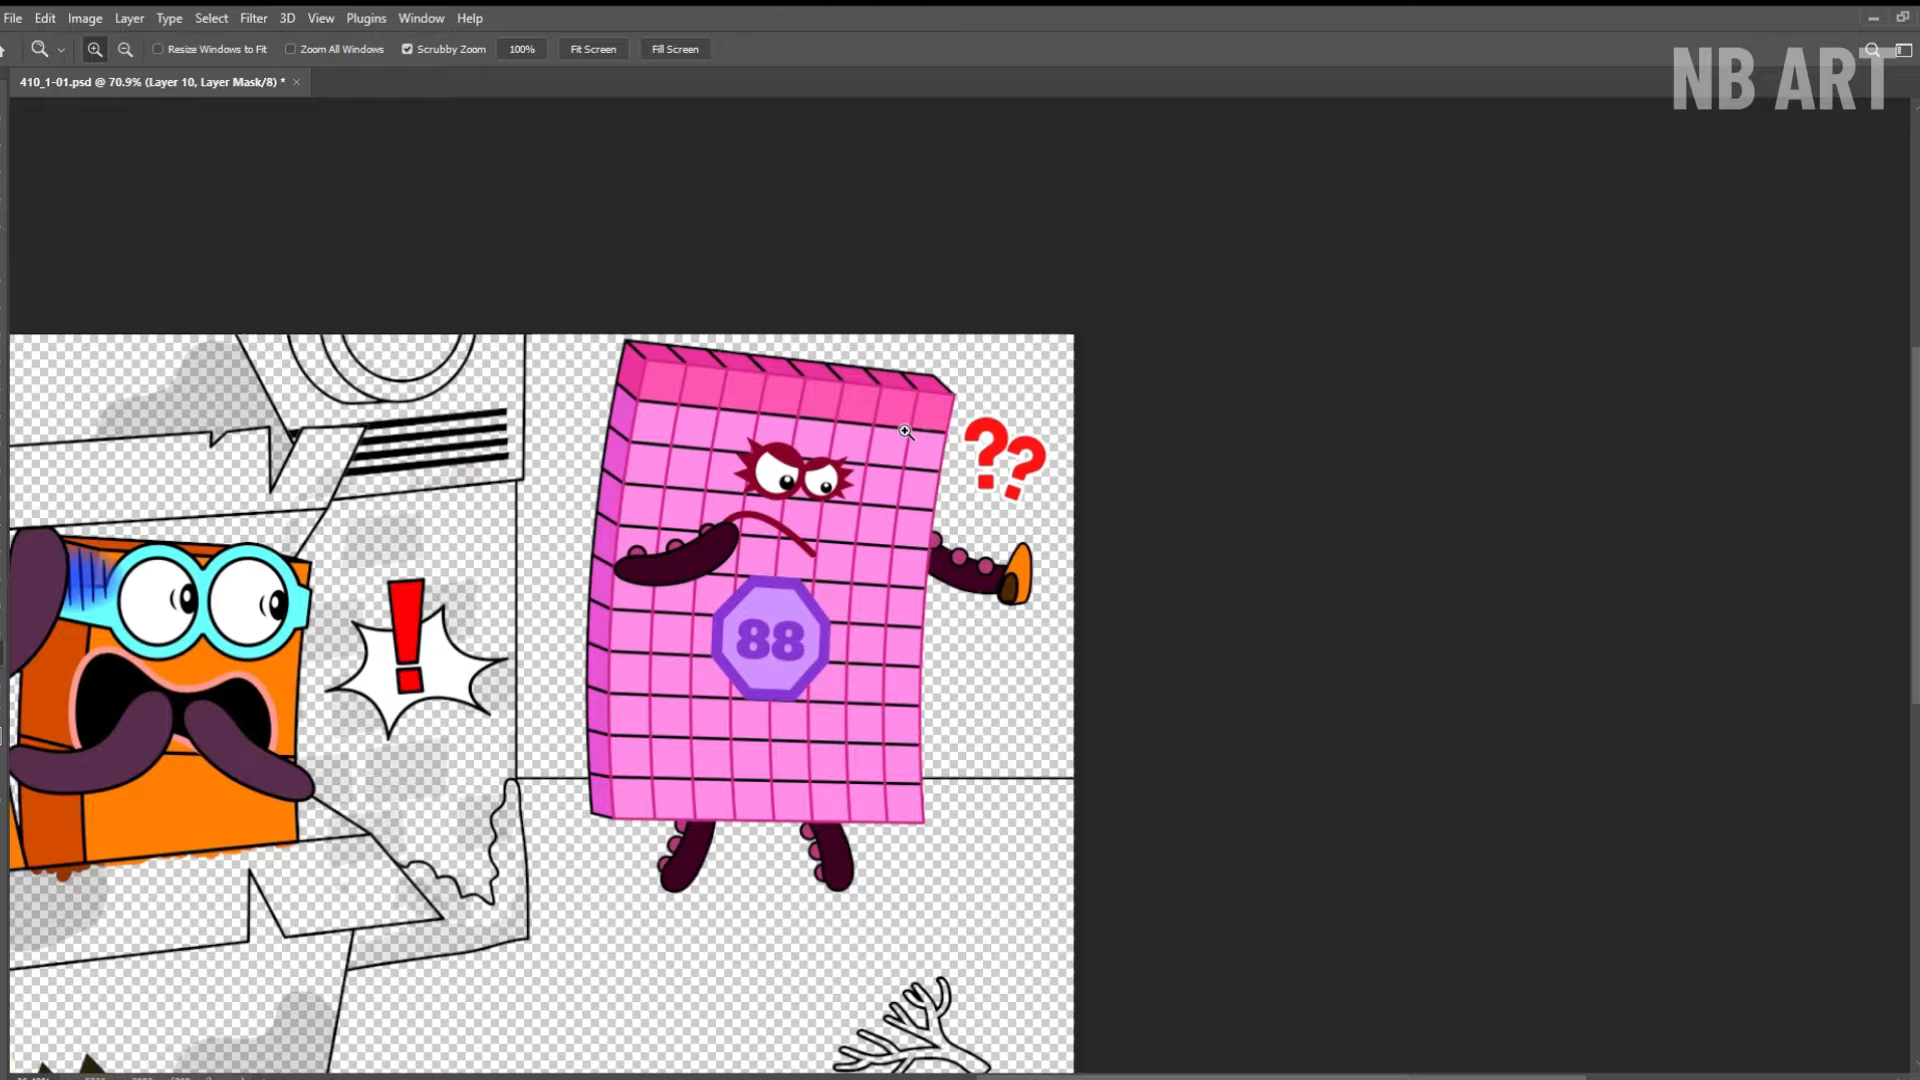 File Edit Image Layer Type Select Filter 3D View Plugins Window Help
Resize Windows to Fit Zoom All Windows Scrubby Zoom 100% Fit Screen Fill Screen
NB ART
410_1-01.psd @ 70.9% (Layer 10, Layer Mask/8) *
??
!
88